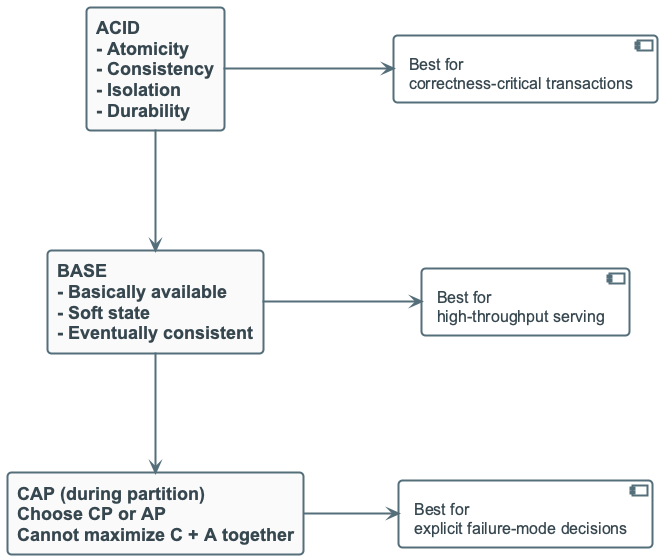 ACID
- Atomicity
- Consistency
- Isolation
- Durability
Best for
correctness-critical transactions
BASE
- Basically available
- Soft state
- Eventually consistent
Best for
high-throughput serving
CAP (during partition)
Choose CP or AP
Cannot maximize C + A together
Best for
explicit failure-mode decisions